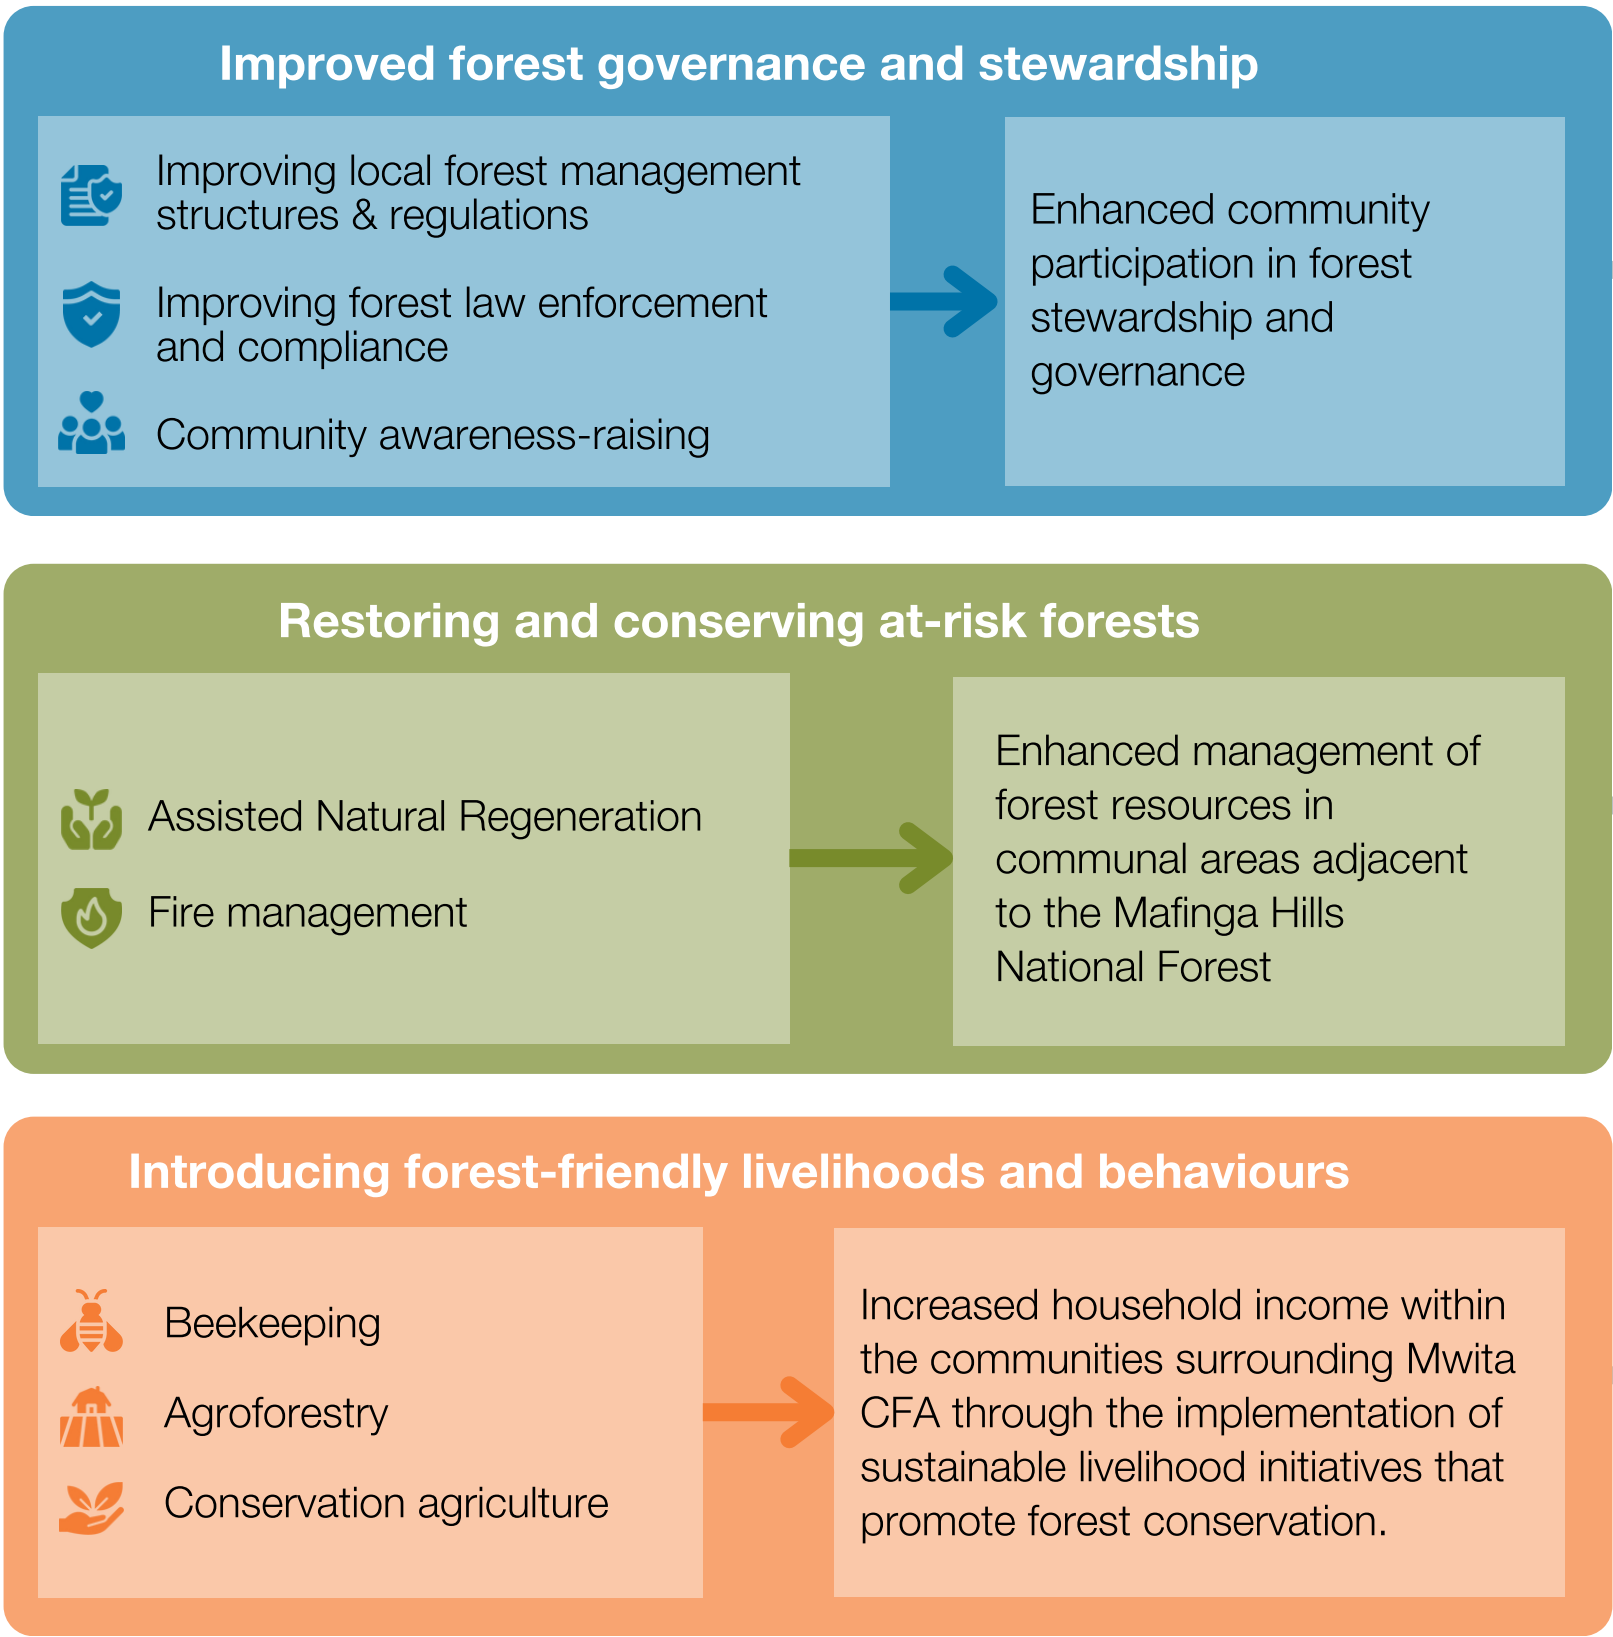 Improved forest governance and stewardship
Improving local forest management
structures & regulations
Improving forest law enforcement
and compliance
Community awareness-raising
Enhanced community
participation in forest
stewardship and
governance
Restoring and conserving at-risk forests
Assisted Natural Regeneration
Fire management
Enhanced management of
forest resources in
communal areas adjacent
to the Mafinga Hills
National Forest
Introducing forest-friendly livelihoods and behaviours
Beekeeping
Agroforestry
Conservation agriculture
Increased household income within
the communities surrounding Mwita
CFA through the implementation of
sustainable livelihood initiatives that
promote forest conservation.